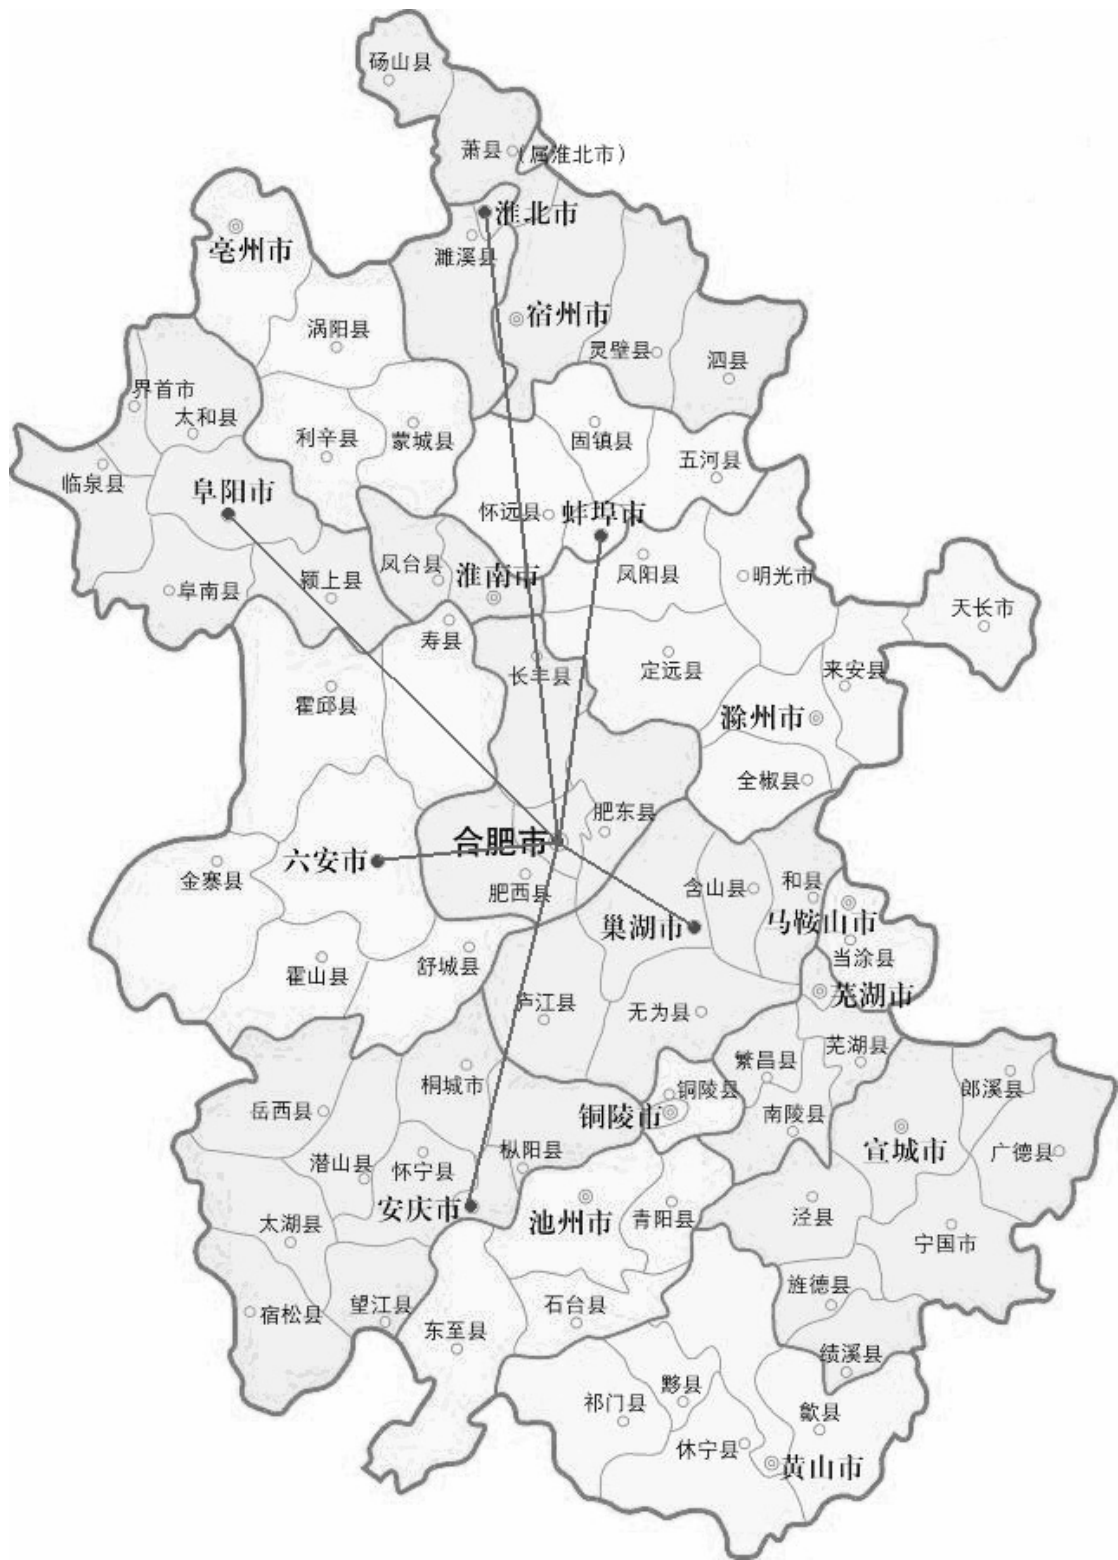 砀山县
萧县
(属淮北市)
淮北市
亳州市
濉溪县
宿州市
涡阳县
灵璧县
泗县
界首市
太和县
利辛县
蒙城县
固镇县
五河县
临泉县
阜阳市
怀远县
蚌埠市
凤台县
淮南市
凤阳县
明光市
颍上县
阜南县
天长市
寿县
长丰县
定远县
来安县
霍邱县
滁州市
全椒县
肥东县
合肥市
六安市
金寨县
肥西县
含山县
和县
马鞍山市
巢湖市
当涂县
舒城县
霍山县
芜湖市
庐江县
无为县
芜湖县
繁昌县
桐城市
铜陵县
郎溪县
岳西县
铜陵市
南陵县
宣城市
广德县
潜山县
怀宁县
枞阳县
安庆市
池州市
青阳县
泾县
太湖县
宁国市
旌德县
宿松县
望江县
石台县
东至县
绩溪县
黟县
祁门县
歙县
休宁县
黄山市